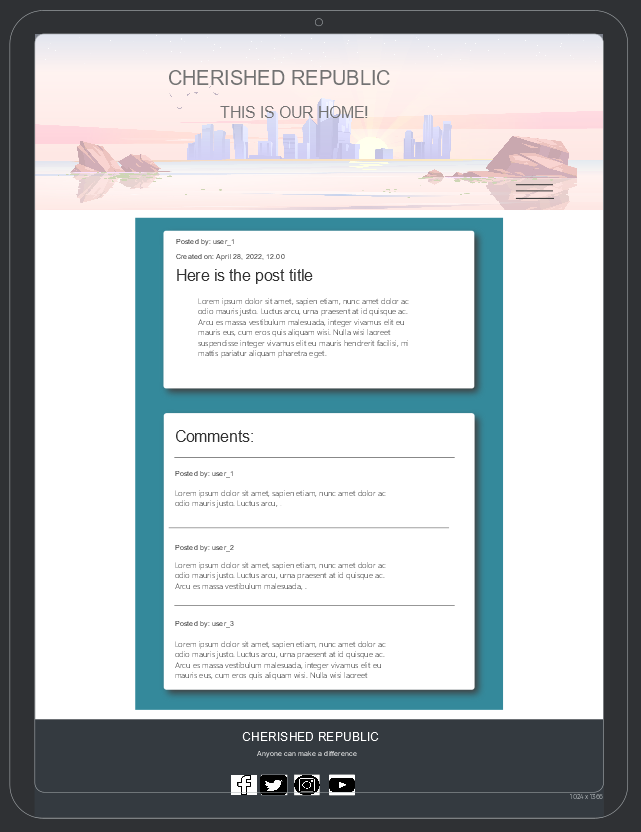 CHERISHED REPUBLIC
THIS IS OUR HOME!
Posted by: user_1
Created on: April 28, 2022, 12.00
Here is the post title
Lorem ipsum dolor sit amet, sapien etiam, nunc amet dolor ac
odio mauris justo. Luctus arcu, urna praesent at id quisque ac.
Arcu es massa vestibulum malesuada, integer vivamus elit eu
mauris eus, cum eros quis aliquam wisi. Nulla wisi laoreet
suspendisse integer vivamus elit eu mauris hendrerit facilisi, mi
mattis pariatur aliquam pharetra eget.
Comments:
Posted by: user_1
Lorem ipsum dolor sit amet, sapien etiam, nunc amet dolor ac
odio mauris justo. Luctus arcu,
Posted by: user_2
Lorem ipsum dolor sit amet, sapien etiam, nunc amet dolor ac
odio mauris justo. Luctus arcu, urna praesent at id quisque ac.
Arcu es massa vestibulum malesuada, .
Posted by: user_3
Lorem ipsum dolor sit amet, sapien etiam, nunc amet dolor ac
odio mauris justo. Luctus arcu, urna praesent at id quisque ac.
Arcu es massa vestibulum malesuada, integer vivamus elit eu
mauris eus, cum eros quis aliquam wisi. Nulla wisi laoreet
CHERISHED REPUBLIC
Anyone can make a difference
1024 x 1366